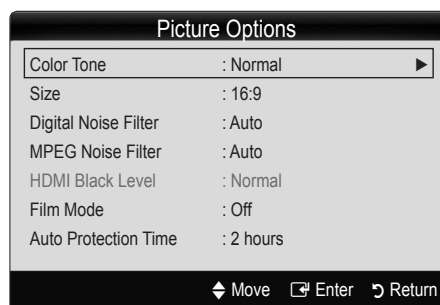 Picture Options
Color Tone : Normal ▶
Size : 16:9
Digital Noise Filter : Auto
MPEG Noise Filter : Auto
HDMI Black Level : Normal
Film Mode : Off
Auto Protection Time : 2 hours
Move Enter Return